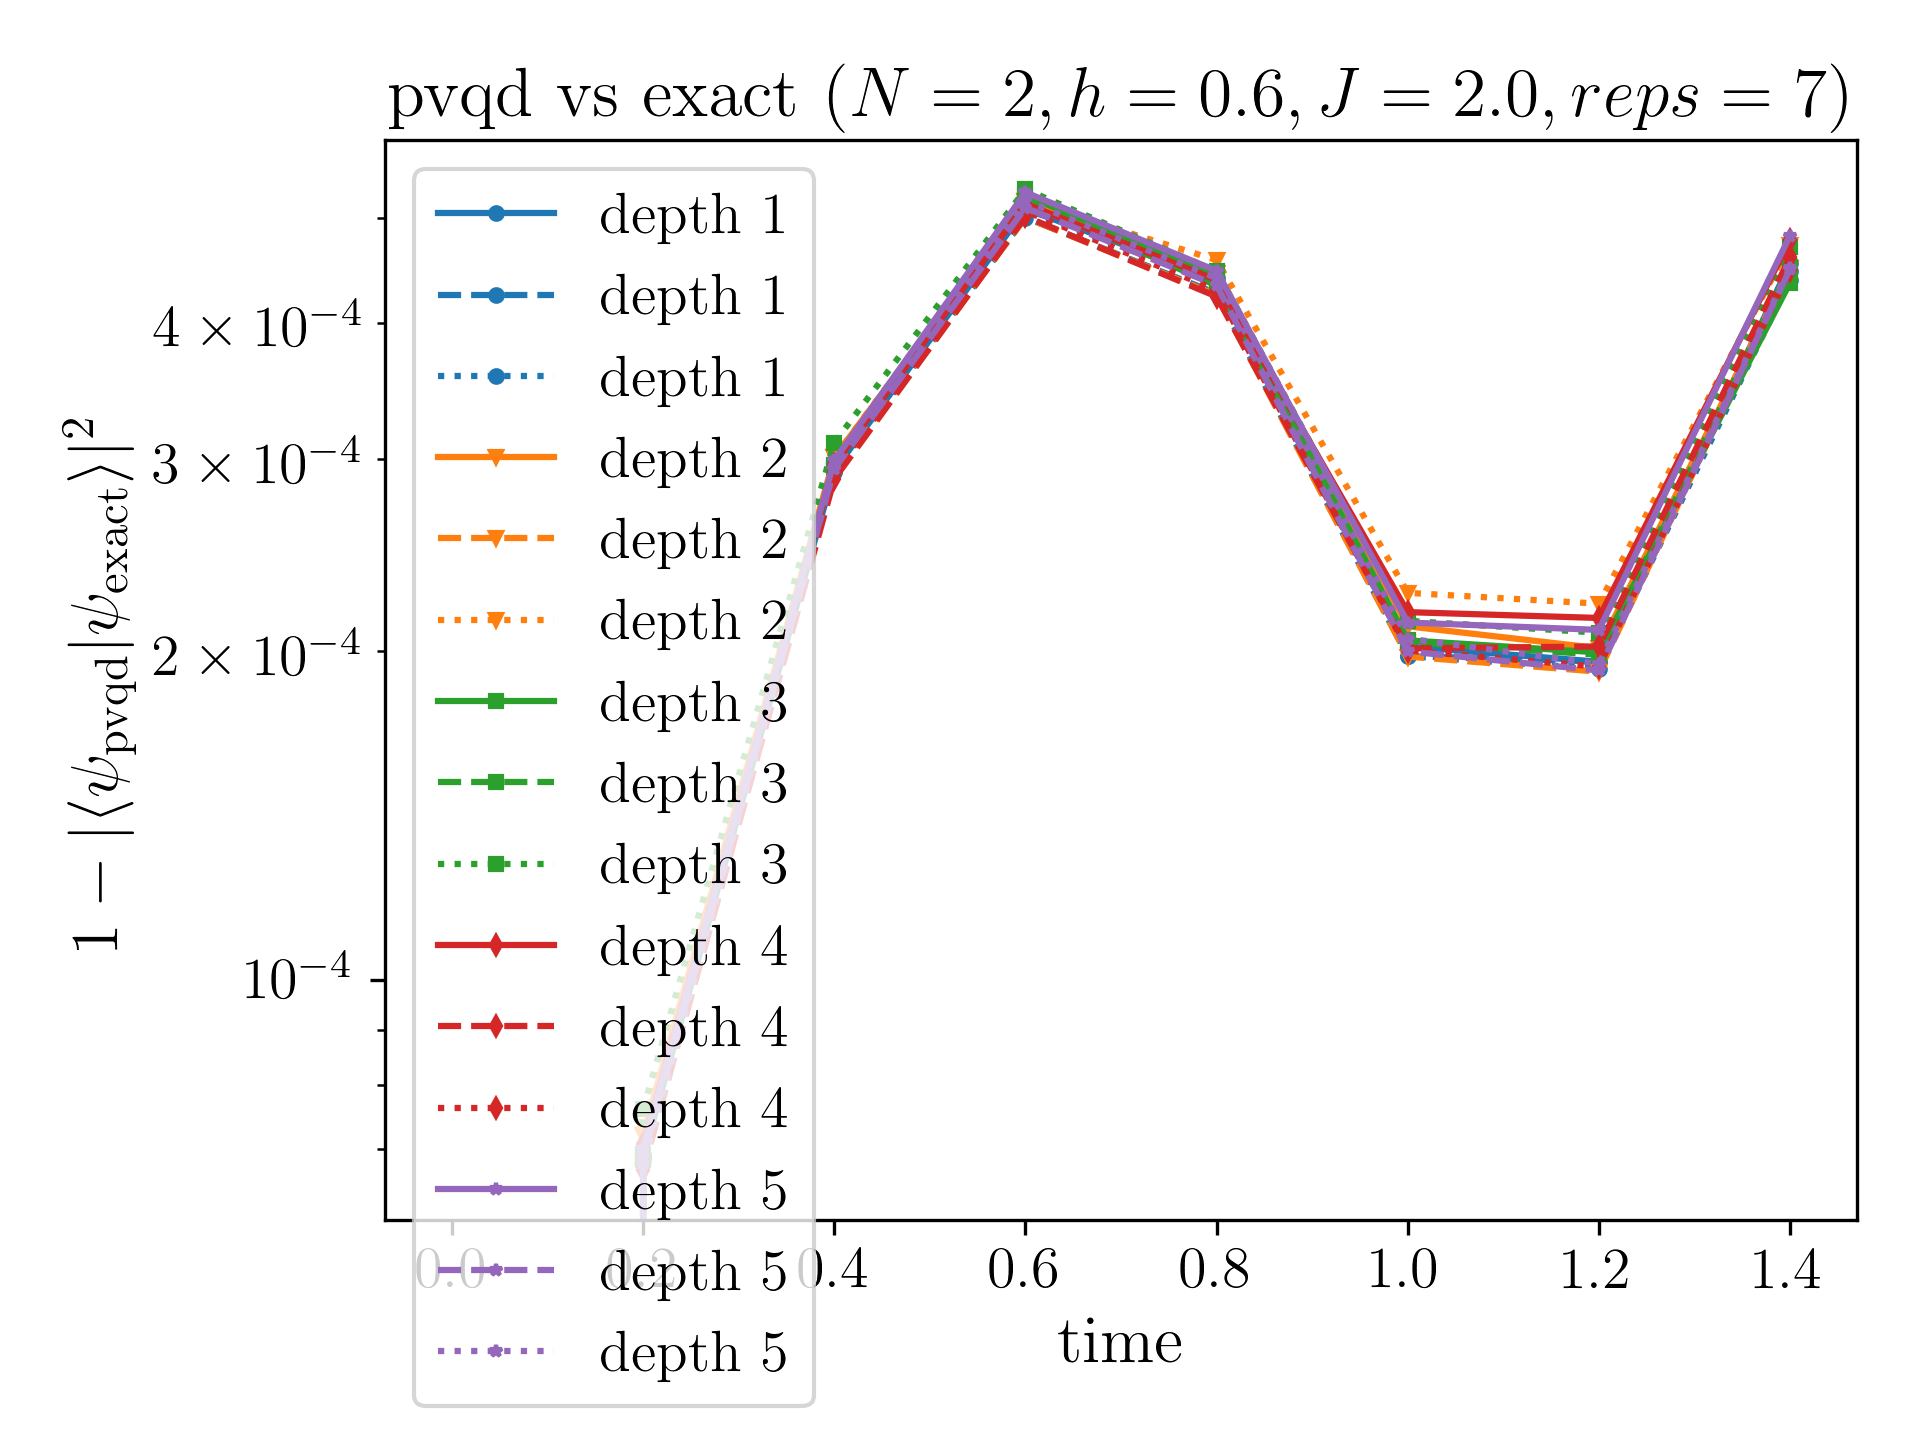 pvqd vs exact (N = 2, h = 0.6, J = 2.0, reps = 7)
1 − |⟨ψpvqd|ψexact⟩|²
4 × 10⁻⁴
3 × 10⁻⁴
2 × 10⁻⁴
10⁻⁴
depth 1
depth 1
depth 1
depth 2
depth 2
depth 2
depth 3
depth 3
depth 3
depth 4
depth 4
depth 4
depth 5
depth 5
depth 5
0.0 0.2 0.4 0.6 0.8 1.0 1.2 1.4
time